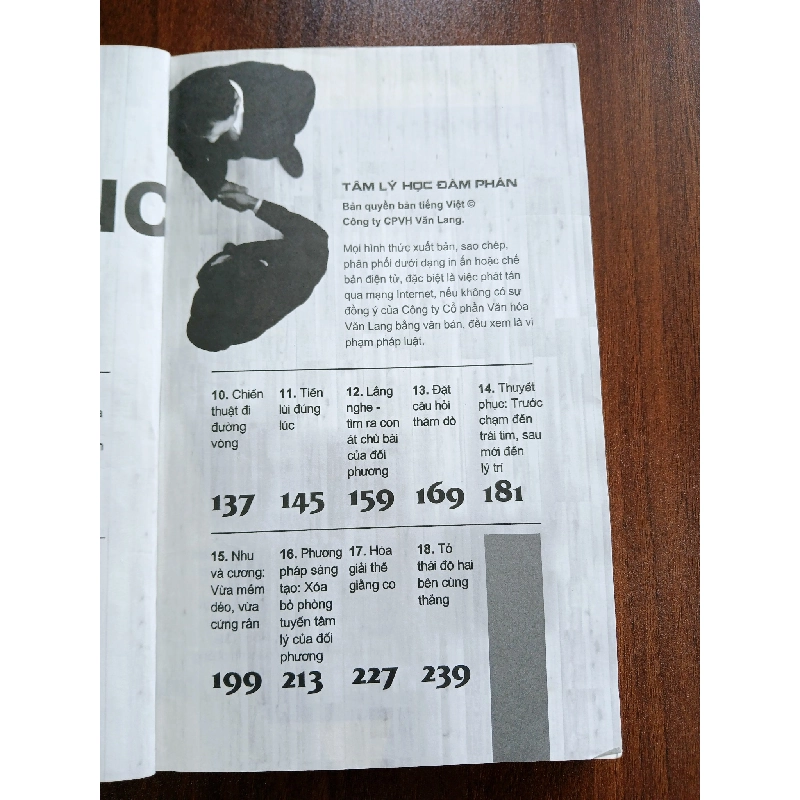 IC
TÂM LÝ HỌC ĐÀM PHÁN
Bản quyền bản tiếng Việt ©
Công ty CPVH Văn Lang.
Mọi hình thức xuất bản, sao chép,
phân phối dưới dạng in ấn hoặc chế
bản điện tử, đặc biệt là việc phát tán
qua mạng Internet, nếu không có sự
đồng ý của Công ty Cổ phần Văn hóa
Văn Lang bằng văn bản, đều xem là vi
phạm pháp luật.
10. Chiến
thuật đi
đường
vòng
137
11. Tiến
lùi đúng
lúc
145
12. Lắng
nghe -
tìm ra con
át chủ bài
của đối
phương
159
13. Đặt
câu hỏi
thăm dò
169
14. Thuyết
phục: Trước
chạm đến
trái tim, sau
mới đến
lý trí
181
15. Nhu
và cương:
Vừa mềm
dẻo, vừa
cứng rắn
199
16. Phương
pháp sáng
tạo: Xóa
bỏ phòng
tuyến tâm
lý của đối
phương
213
17. Hóa
giải thế
giằng co
227
18. Tỏ
thái độ hai
bên cùng
thắng
239